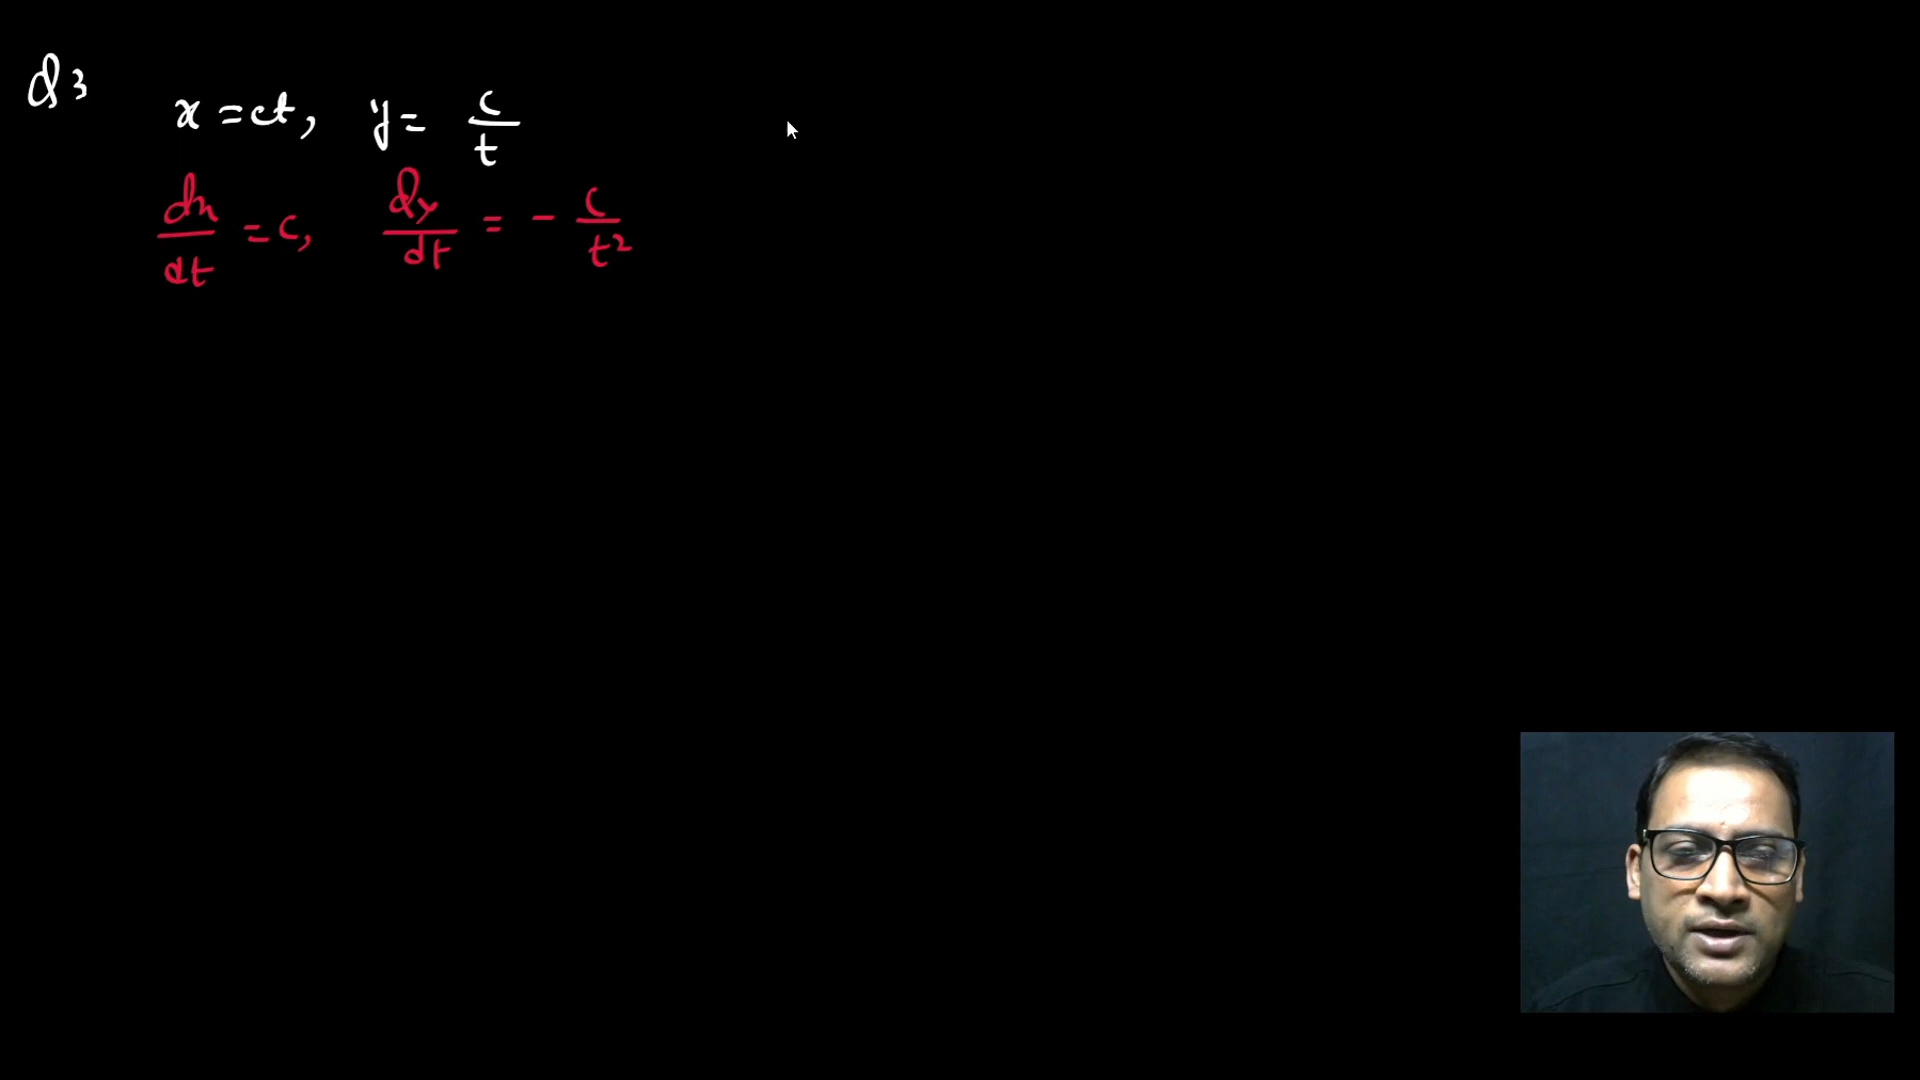 Q3
x = ct, y = c/t
dx/dt = c, dy/dt = - c/t²